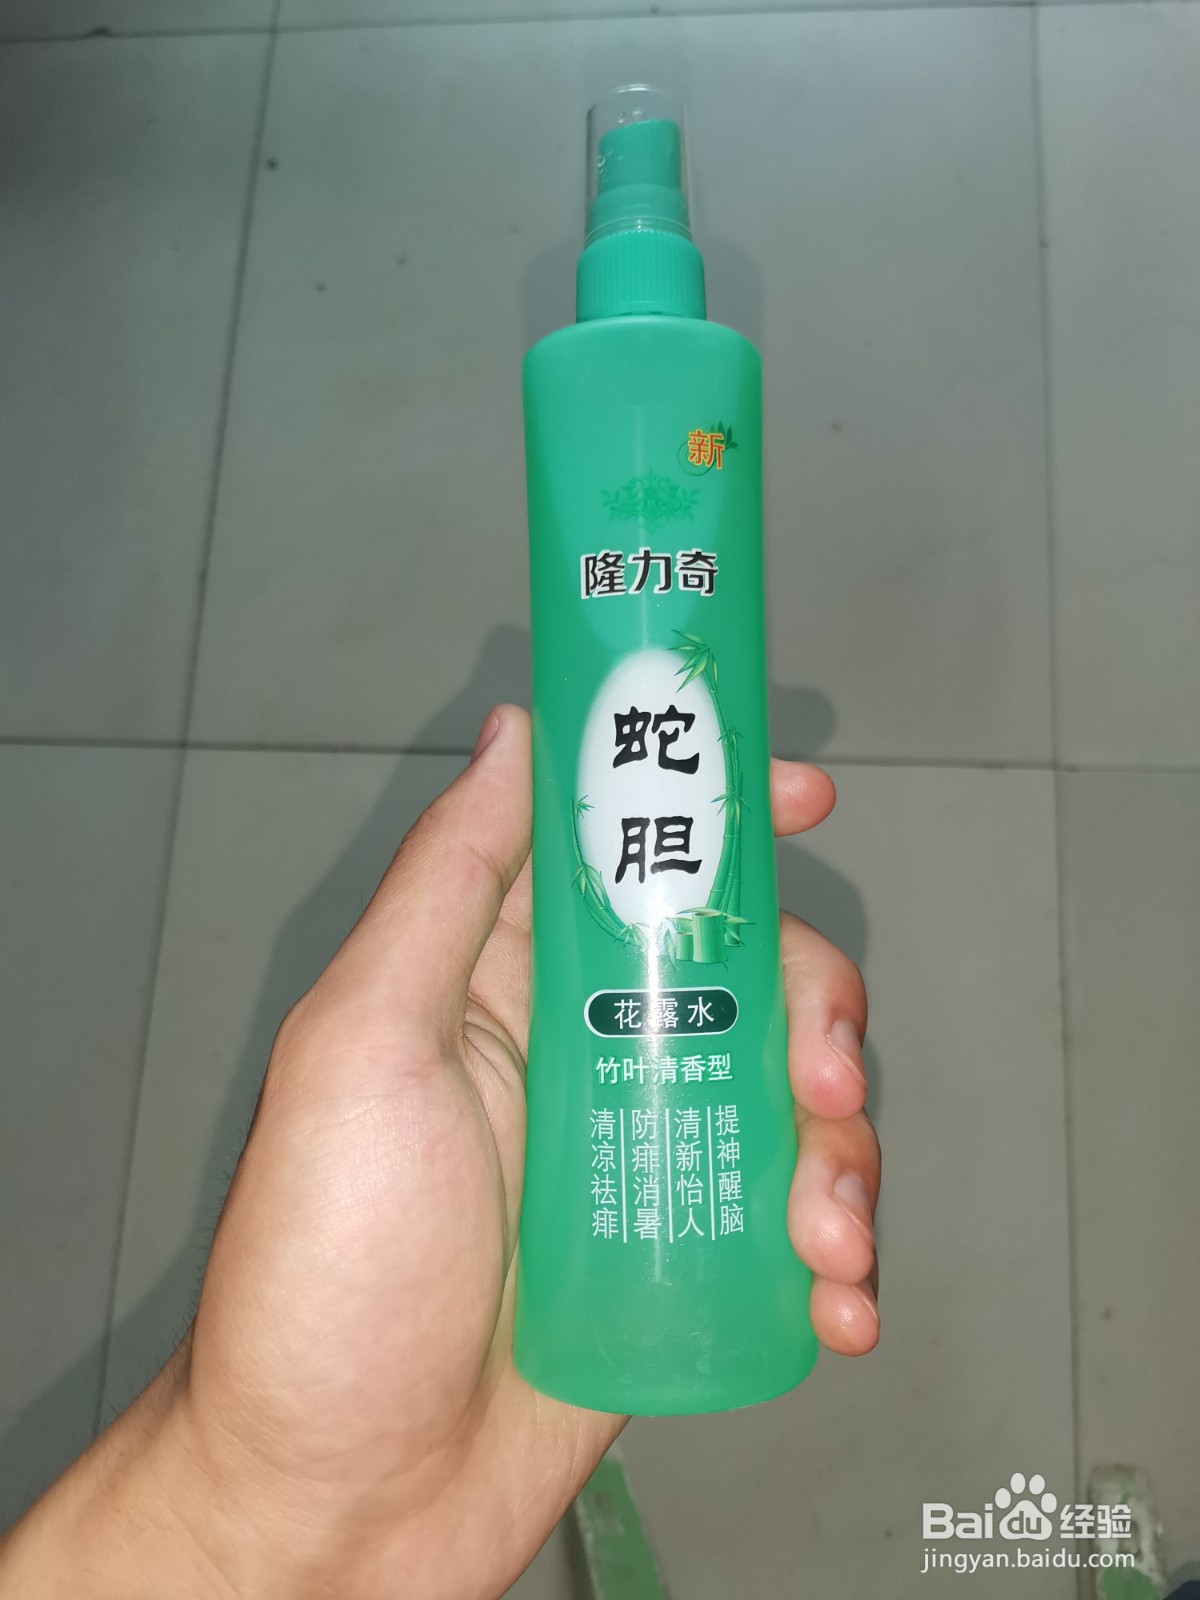 新
隆力奇
蛇
胆
花露水
竹叶清香型
清凉祛痱
防痱消暑
清新怡人
提神醒脑
Baidu经验
jingyan.baidu.com